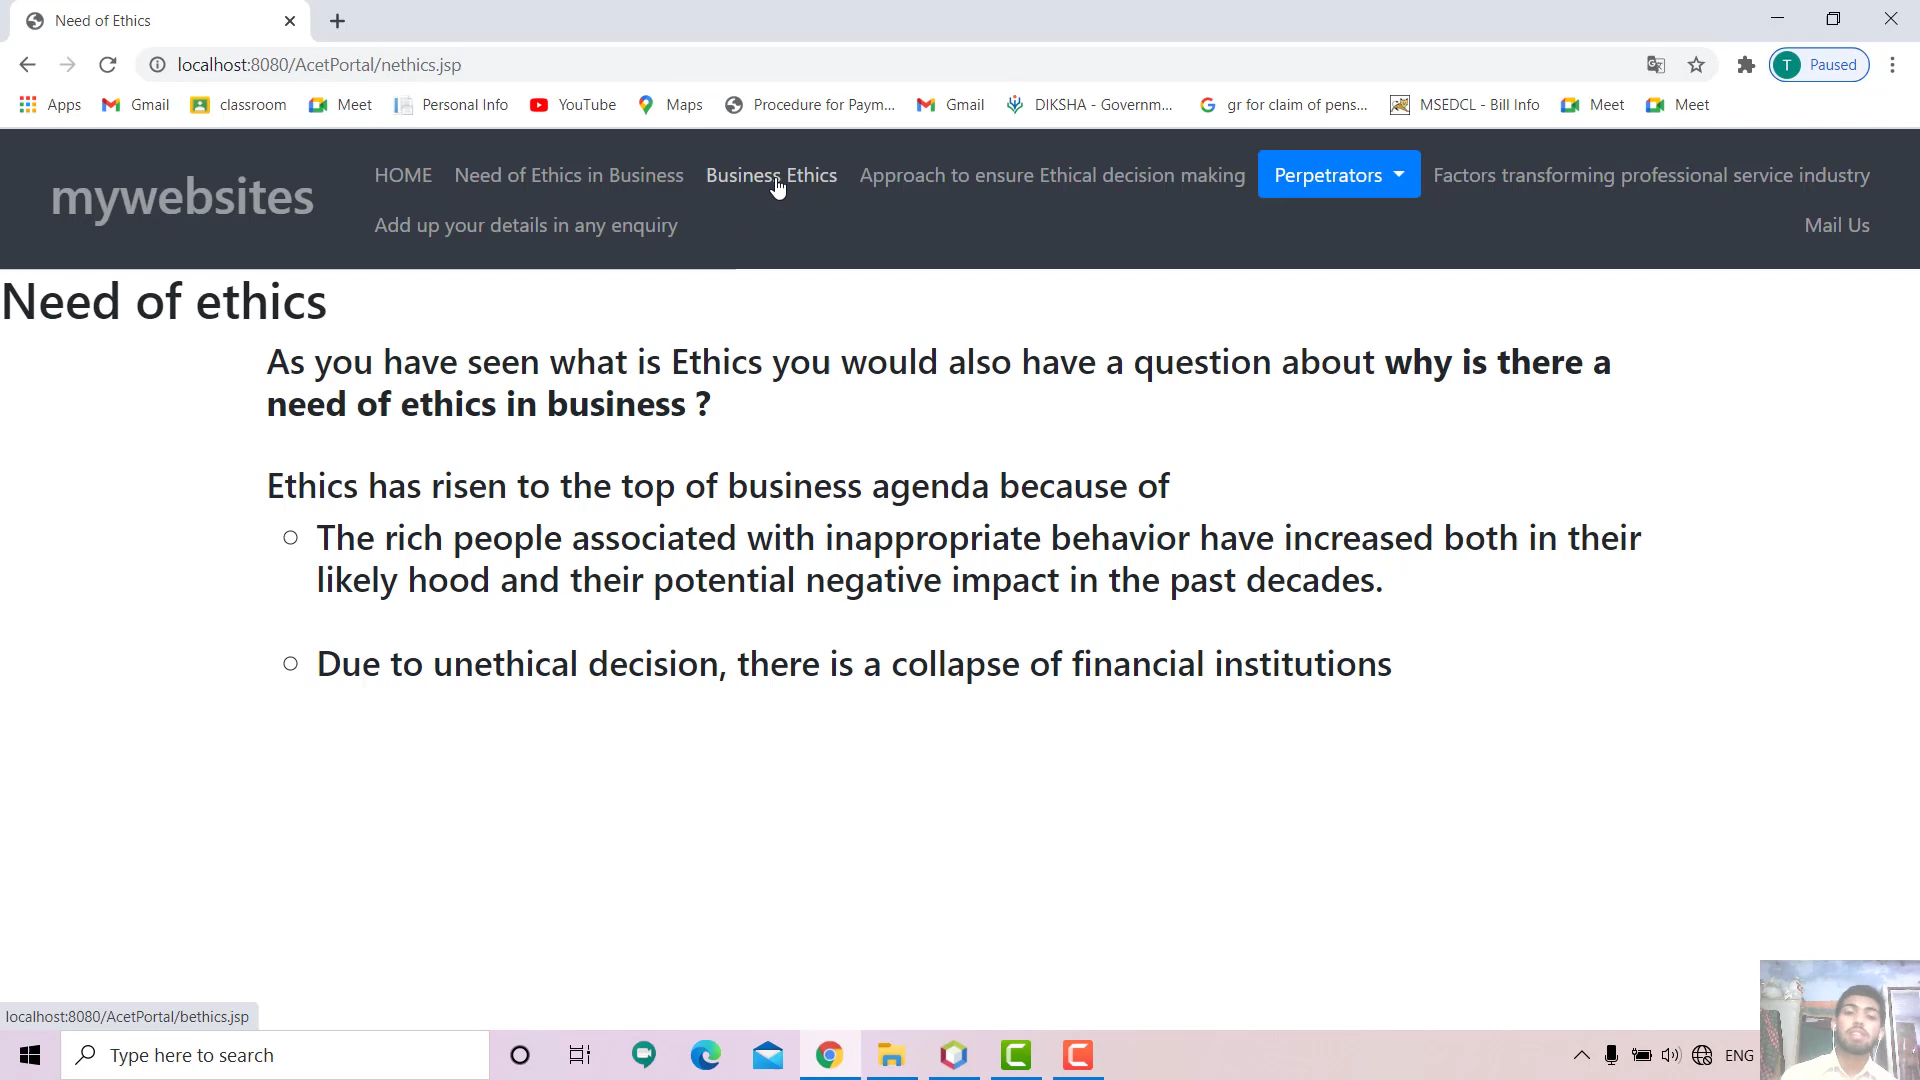 Need of Ethics
localhost:8080/AcetPortal/nethics.jsp
T Paused
Apps Gmail classroom Meet Personal Info YouTube Maps Procedure for Paym... Gmail DIKSHA - Governm... gr for claim of pens... MSEDCL - Bill Info Meet Meet
mywebsites
HOME Need of Ethics in Business Business Ethics Approach to ensure Ethical decision making Perpetrators Factors transforming professional service industry
Add up your details in any enquiry Mail Us
Need of ethics
As you have seen what is Ethics you would also have a question about why is there a
need of ethics in business ?
Ethics has risen to the top of business agenda because of
The rich people associated with inappropriate behavior have increased both in their
likely hood and their potential negative impact in the past decades.
Due to unethical decision, there is a collapse of financial institutions
localhost:8080/AcetPortal/bethics.jsp
Type here to search
ENG